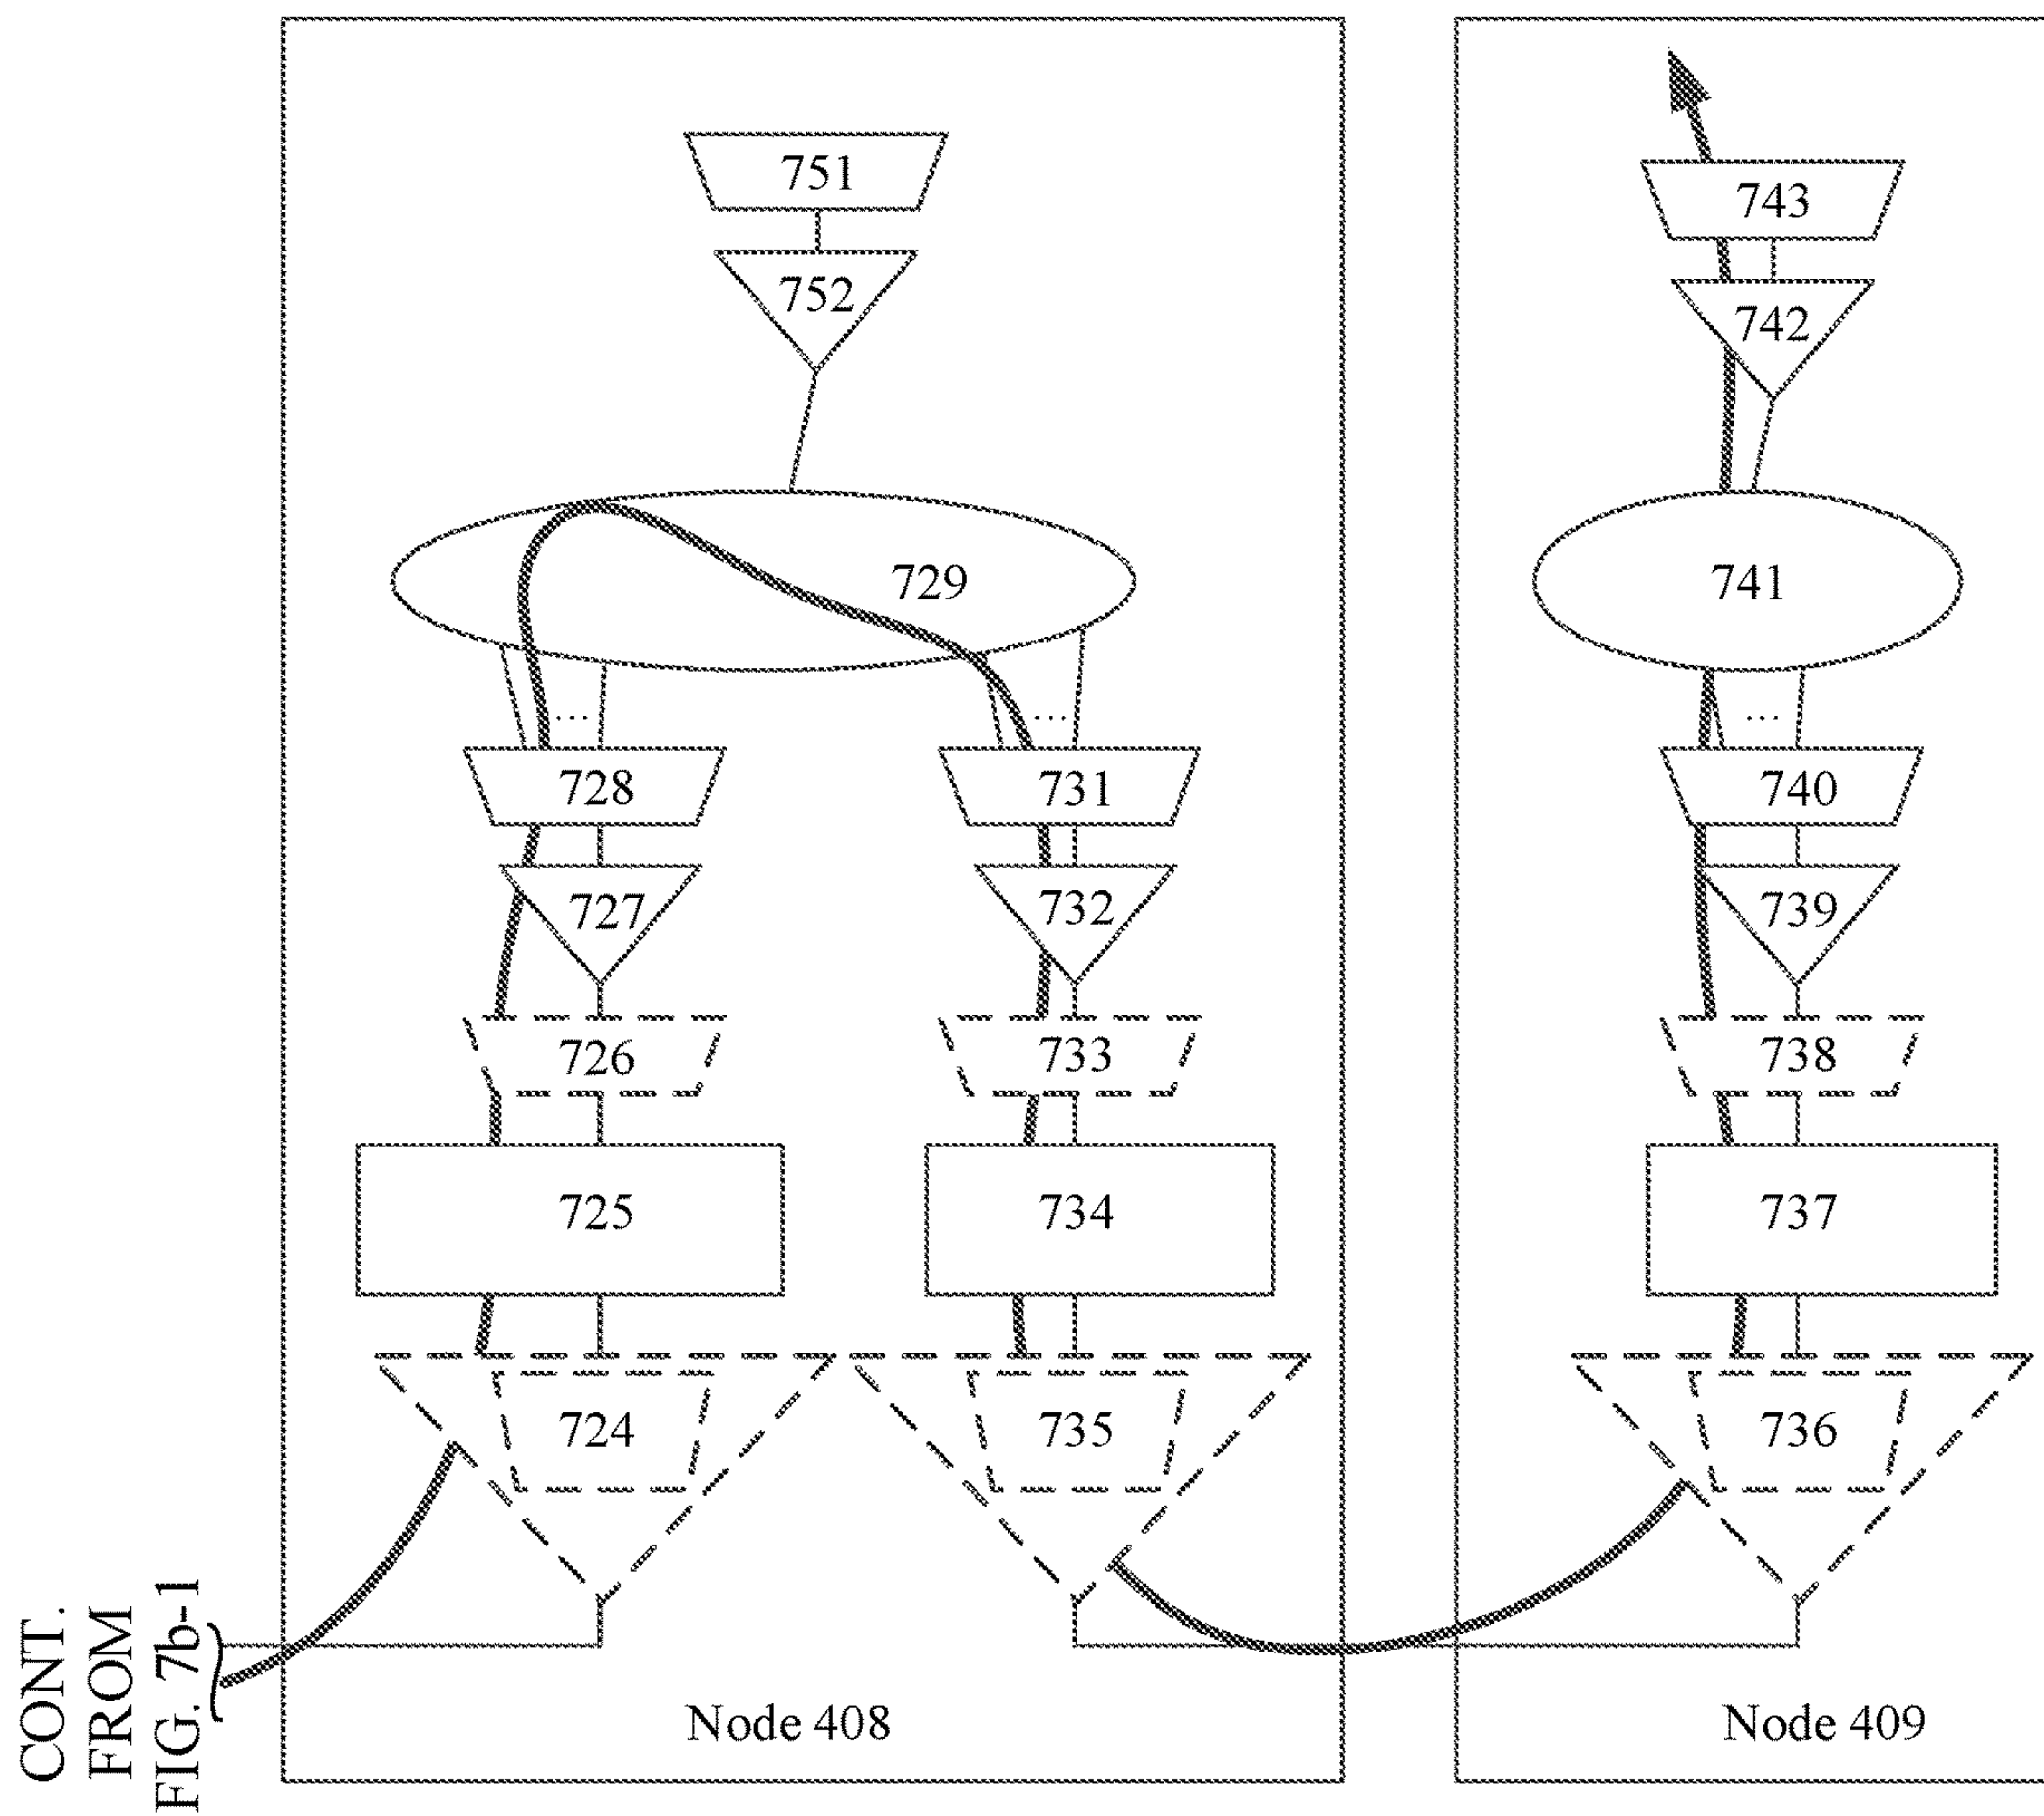 751
743
752
742
729
741
... ... ...
728 731 740
727 732 739
726 733 738
725 734 737
724 735 736
CONT.
FROM
FIG. 7b-1
Node 408 Node 409